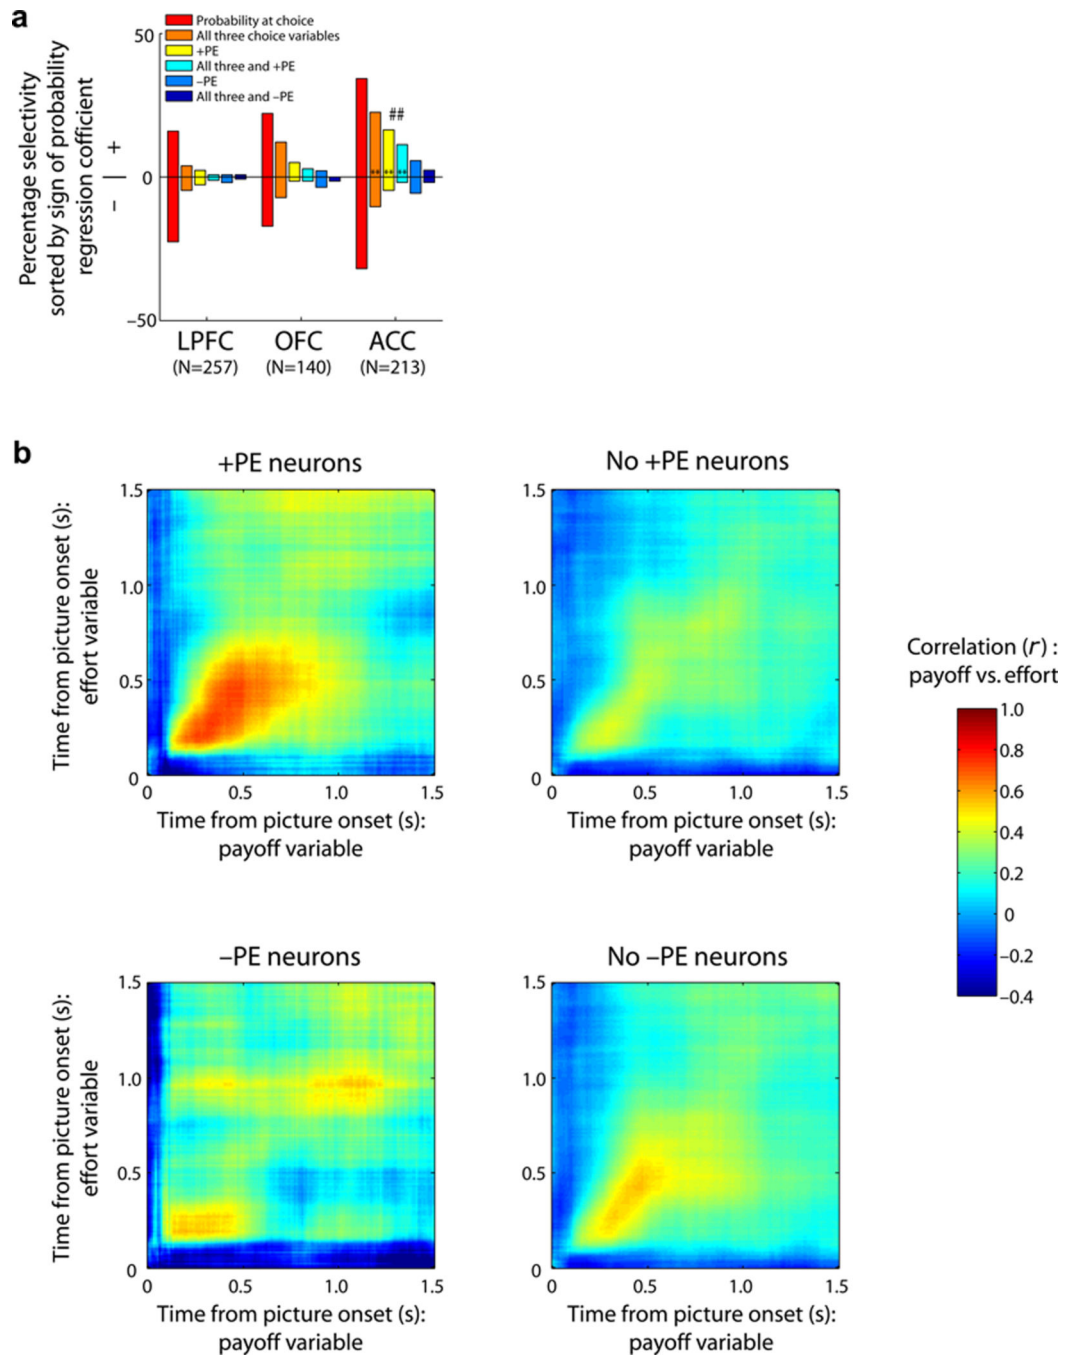 a
Percentage selectivity
sorted by sign of probability
regression cofficient
– | +
50
0
–50
Probability at choice
All three choice variables
+PE
All three and +PE
–PE
All three and –PE
##
** ** **
LPFC
(N=257)
OFC
(N=140)
ACC
(N=213)
b
+PE neurons
Time from picture onset (s):
effort variable
1.5
1.0
0.5
0
0 0.5 1.0 1.5
Time from picture onset (s):
payoff variable
No +PE neurons
1.5
1.0
0.5
0
0 0.5 1.0 1.5
Time from picture onset (s):
payoff variable
Correlation (r) :
payoff vs. effort
1.0
0.8
0.6
0.4
0.2
0
–0.2
–0.4
–PE neurons
Time from picture onset (s):
effort variable
1.5
1.0
0.5
0
0 0.5 1.0 1.5
Time from picture onset (s):
payoff variable
No –PE neurons
1.5
1.0
0.5
0
0 0.5 1.0 1.5
Time from picture onset (s):
payoff variable